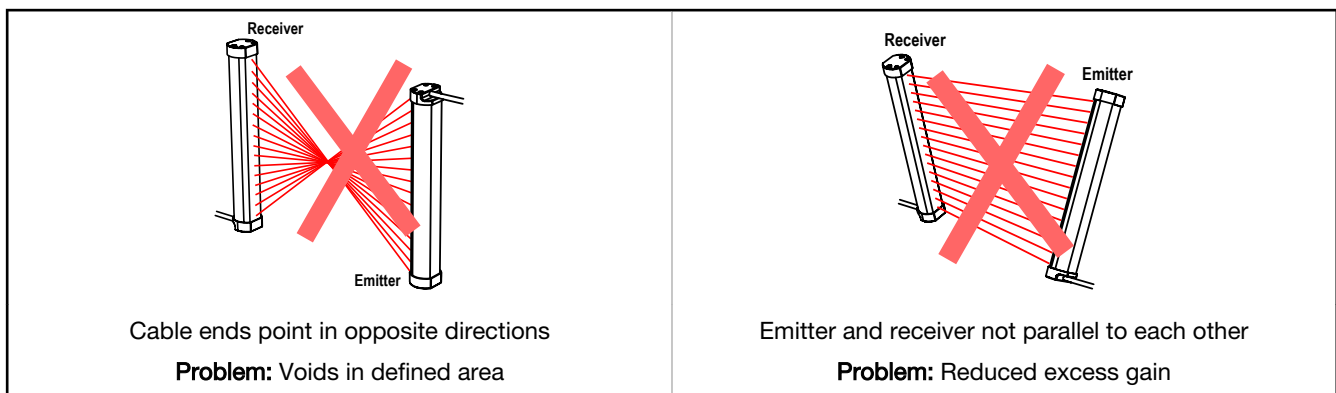 Receiver
Emitter
Cable ends point in opposite directions
Problem: Voids in defined area
Receiver
Emitter
Emitter and receiver not parallel to each other
Problem: Reduced excess gain